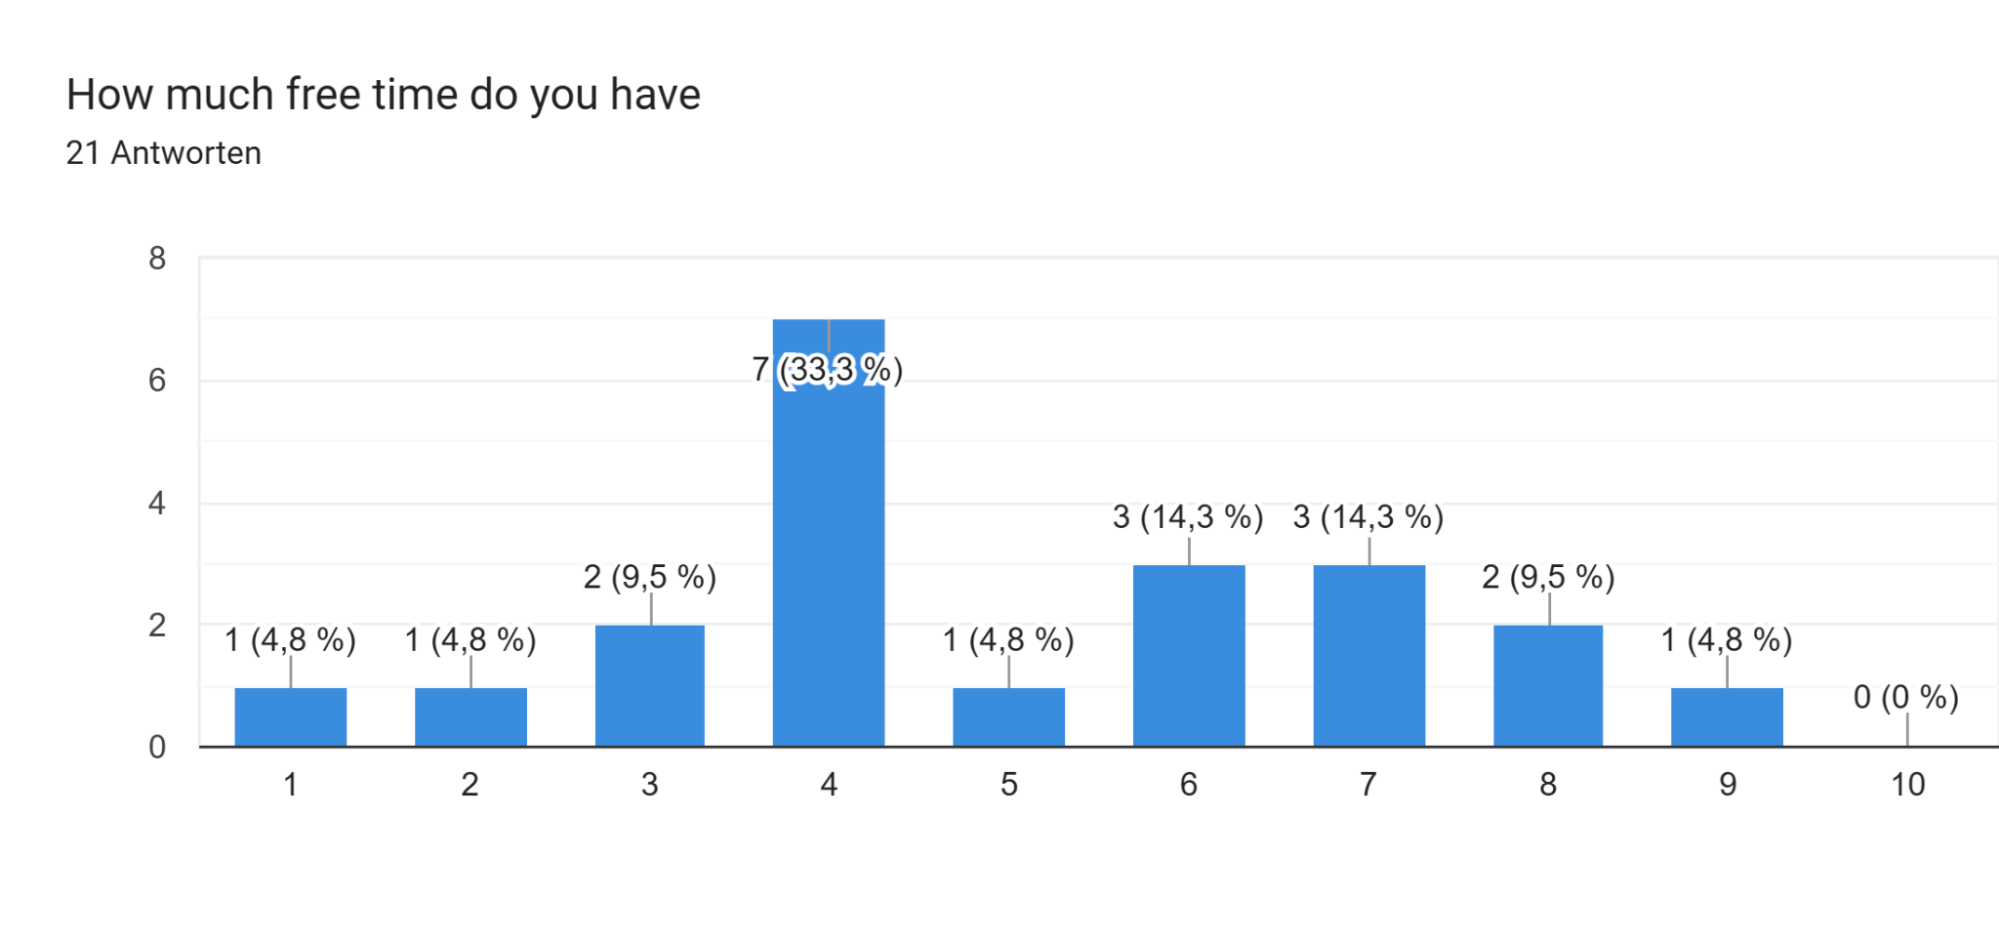 How much free time do you have
21 Antworten
8
6
4
2
0
1 (4,8 %)
1 (4,8 %)
2 (9,5 %)
7 (33,3 %)
1 (4,8 %)
3 (14,3 %)
3 (14,3 %)
2 (9,5 %)
1 (4,8 %)
0 (0 %)
1 2 3 4 5 6 7 8 9 10